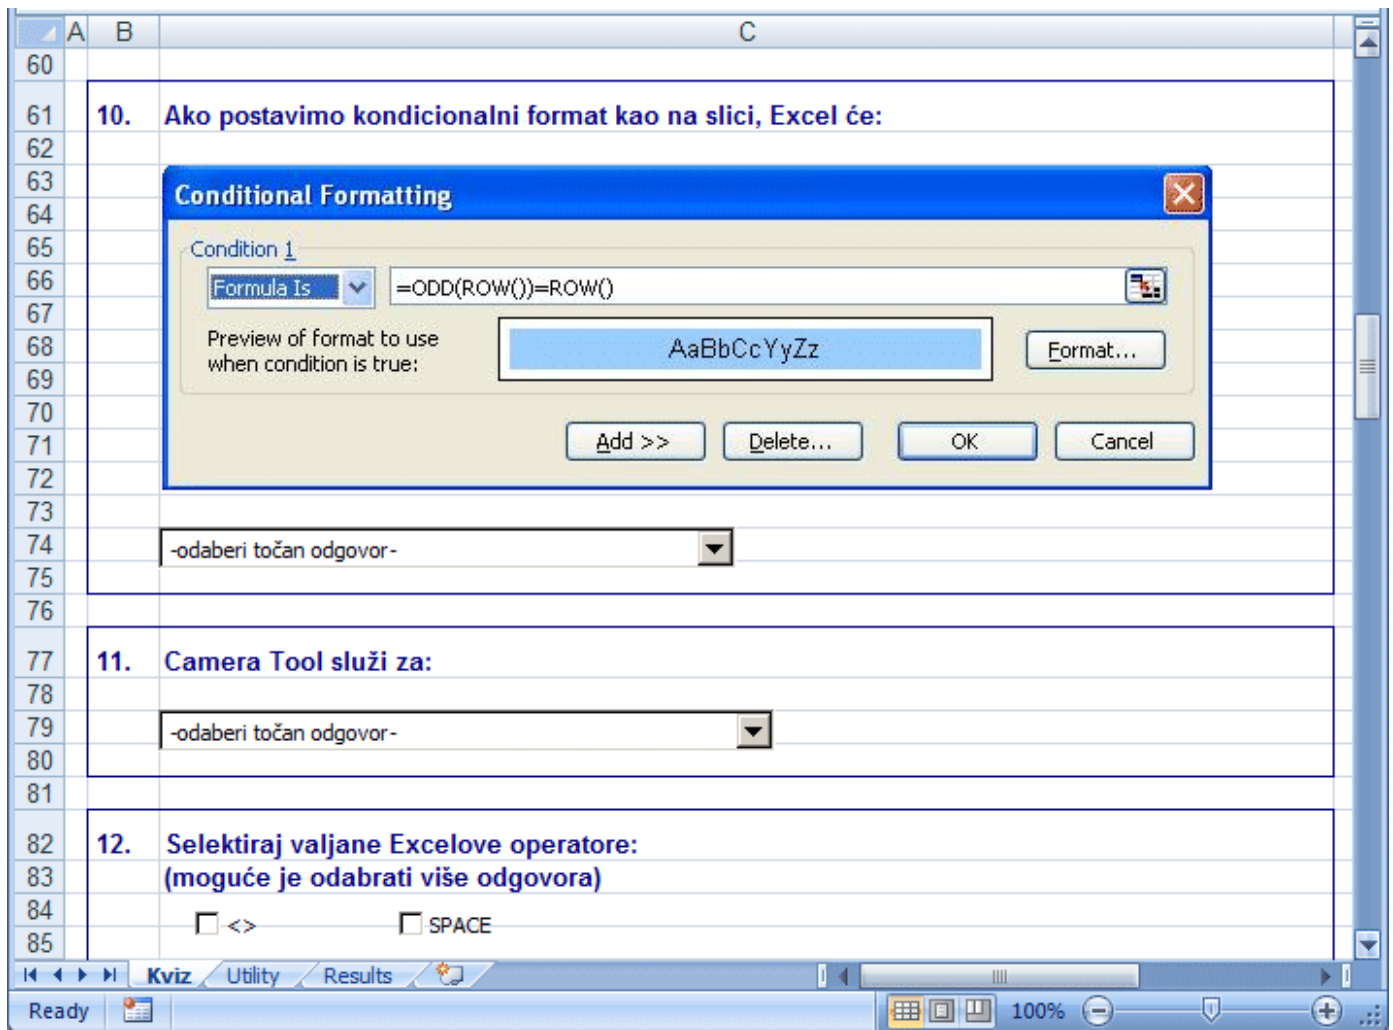 A B C
60
61 10. Ako postavimo kondicionalni format kao na slici, Excel će:
62
63 Conditional Formatting
64
65 Condition 1
66 Formula Is =ODD(ROW())=ROW()
67
68 Preview of format to use AaBbCcYyZz Format...
69 when condition is true:
70
71 Add >> Delete... OK Cancel
72
73
74 -odaberi točan odgovor-
75
76
77 11. Camera Tool služi za:
78
79 -odaberi točan odgovor-
80
81
82 12. Selektiraj valjane Excelove operatore:
83 (moguće je odabrati više odgovora)
84 <> SPACE
85
Kviz Utility Results
Ready 100%